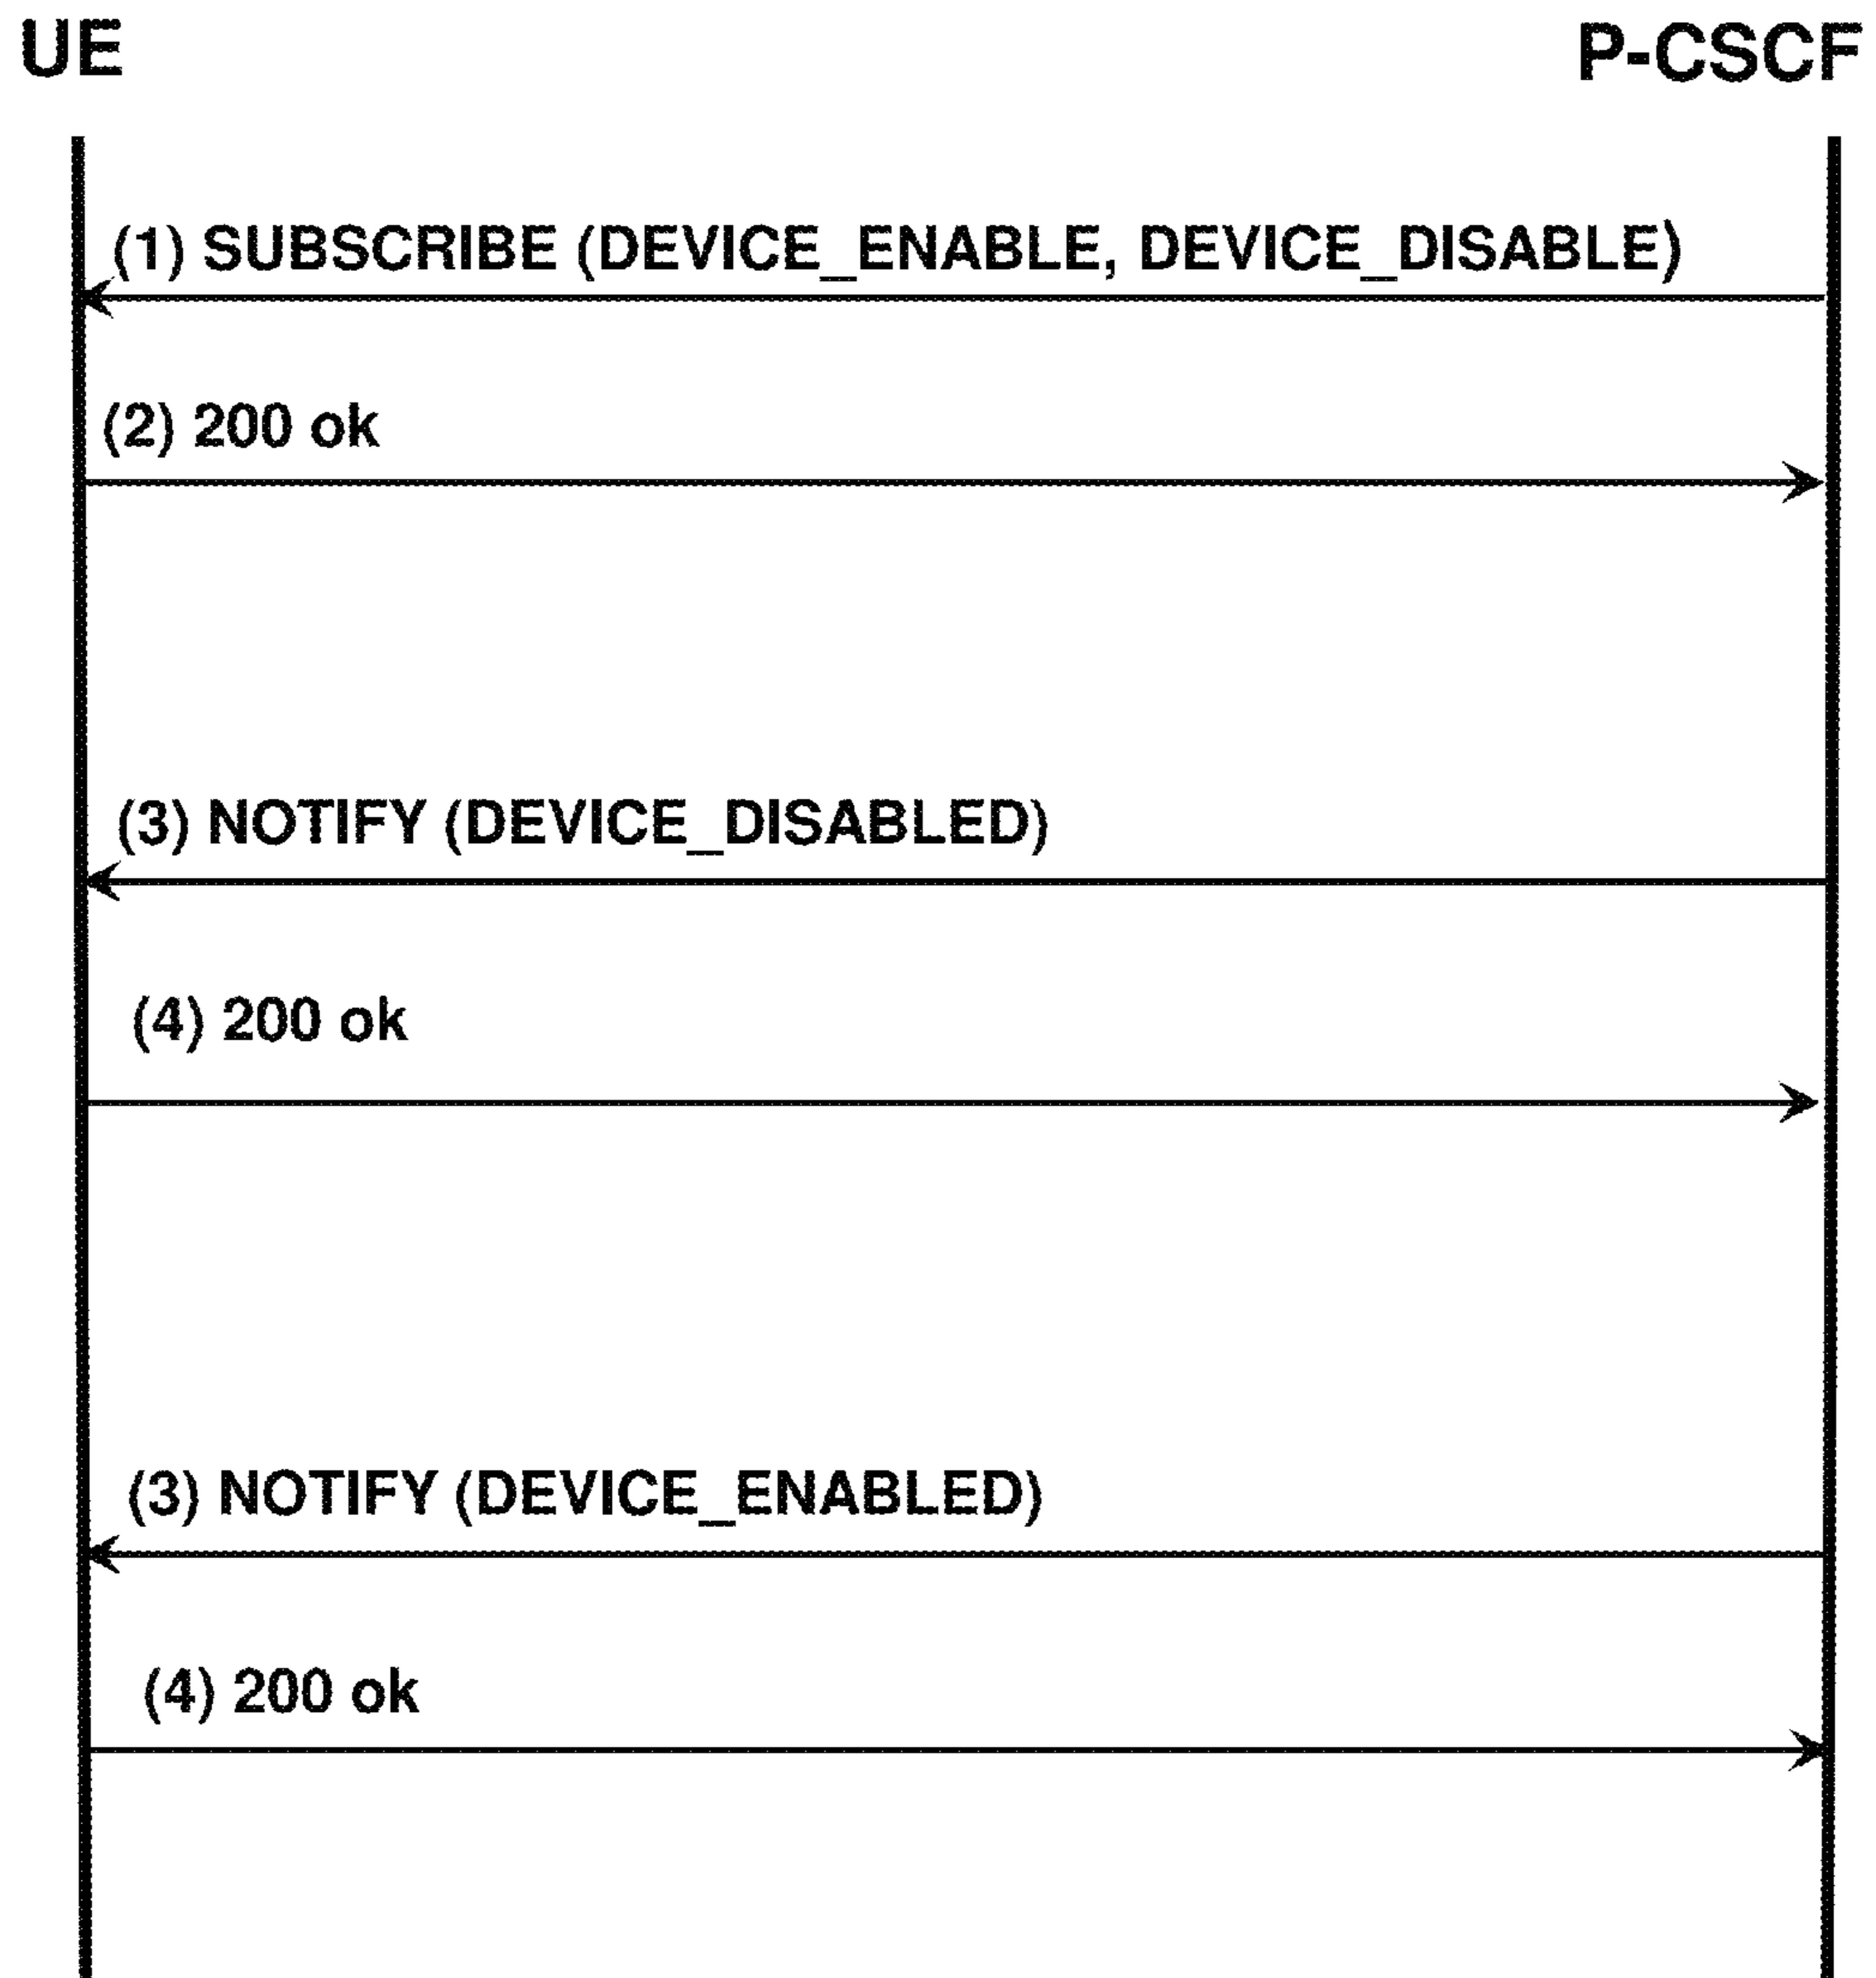 UE P-CSCF
(1) SUBSCRIBE (DEVICE_ENABLE, DEVICE_DISABLE)
(2) 200 ok
(3) NOTIFY (DEVICE_DISABLED)
(4) 200 ok
(3) NOTIFY (DEVICE_ENABLED)
(4) 200 ok